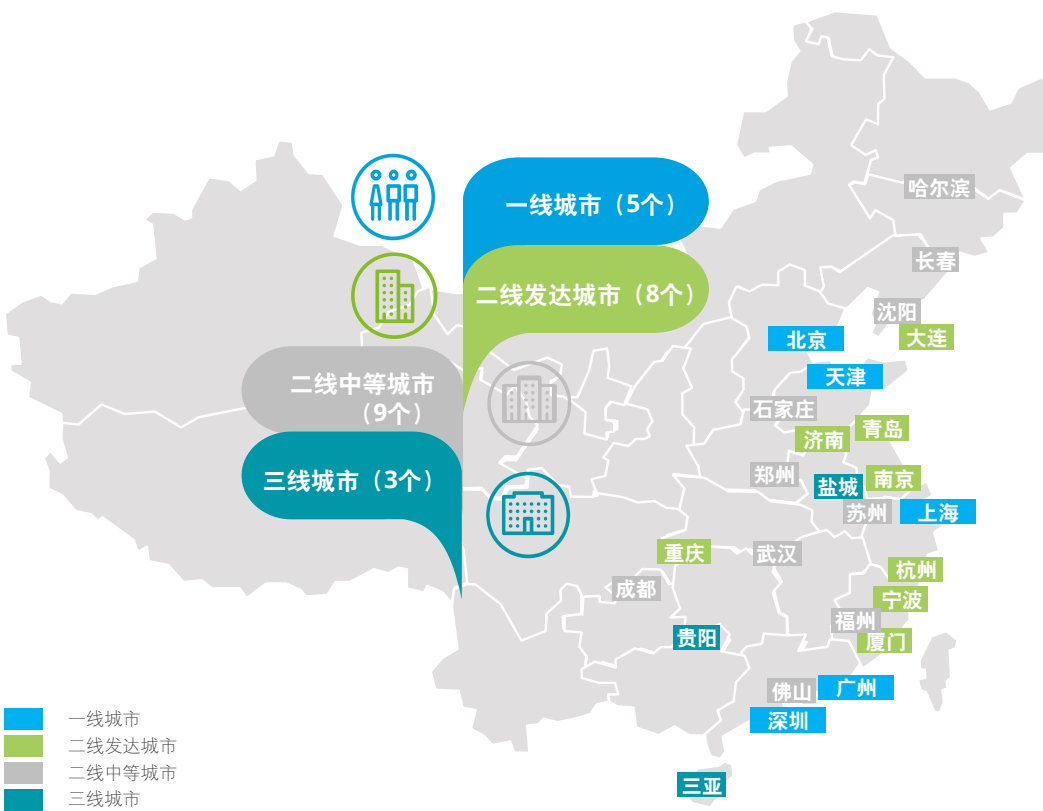 一线城市（5个）
二线发达城市（8个）
二线中等城市
（9个）
三线城市（3个）
哈尔滨
长春
沈阳
大连
北京
天津
石家庄
青岛
济南
郑州
南京
盐城
苏州
上海
重庆
武汉
杭州
成都
宁波
福州
贵阳
厦门
广州
佛山
深圳
三亚
一线城市
二线发达城市
二线中等城市
三线城市